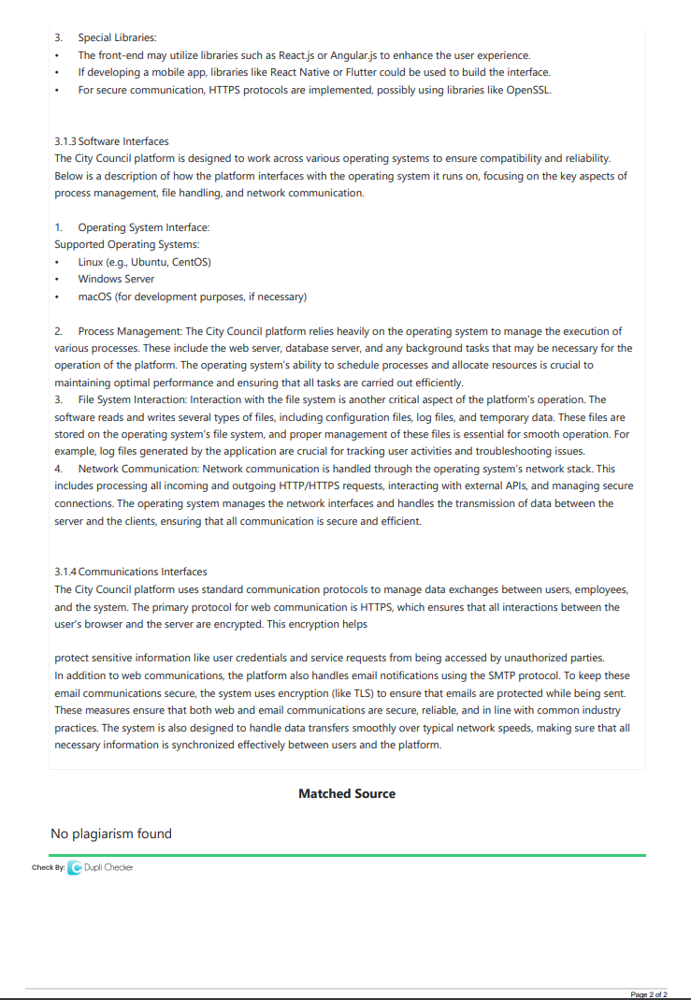 3. Special Libraries:
• The front-end may utilize libraries such as React.js or Angular.js to enhance the user experience.
• If developing a mobile app, libraries like React Native or Flutter could be used to build the interface.
• For secure communication, HTTPS protocols are implemented, possibly using libraries like OpenSSL.
3.1.3 Software Interfaces
The City Council platform is designed to work across various operating systems to ensure compatibility and reliability.
Below is a description of how the platform interfaces with the operating system it runs on, focusing on the key aspects of
process management, file handling, and network communication.
1. Operating System Interface:
Supported Operating Systems:
• Linux (e.g., Ubuntu, CentOS)
• Windows Server
• macOS (for development purposes, if necessary)
2. Process Management: The City Council platform relies heavily on the operating system to manage the execution of
various processes. These include the web server, database server, and any background tasks that may be necessary for the
operation of the platform. The operating system's ability to schedule processes and allocate resources is crucial to
maintaining optimal performance and ensuring that all tasks are carried out efficiently.
3. File System Interaction: Interaction with the file system is another critical aspect of the platform's operation. The
software reads and writes several types of files, including configuration files, log files, and temporary data. These files are
stored on the operating system's file system, and proper management of these files is essential for smooth operation. For
example, log files generated by the application are crucial for tracking user activities and troubleshooting issues.
4. Network Communication: Network communication is handled through the operating system's network stack. This
includes processing all incoming and outgoing HTTP/HTTPS requests, interacting with external APIs, and managing secure
connections. The operating system manages the network interfaces and handles the transmission of data between the
server and the clients, ensuring that all communication is secure and efficient.
3.1.4 Communications Interfaces
The City Council platform uses standard communication protocols to manage data exchanges between users, employees,
and the system. The primary protocol for web communication is HTTPS, which ensures that all interactions between the
user's browser and the server are encrypted. This encryption helps
protect sensitive information like user credentials and service requests from being accessed by unauthorized parties.
In addition to web communications, the platform also handles email notifications using the SMTP protocol. To keep these
email communications secure, the system uses encryption (like TLS) to ensure that emails are protected while being sent.
These measures ensure that both web and email communications are secure, reliable, and in line with common industry
practices. The system is also designed to handle data transfers smoothly over typical network speeds, making sure that all
necessary information is synchronized effectively between users and the platform.
Matched Source
No plagiarism found
Check By: Dupli Checker
Page 2 of 2